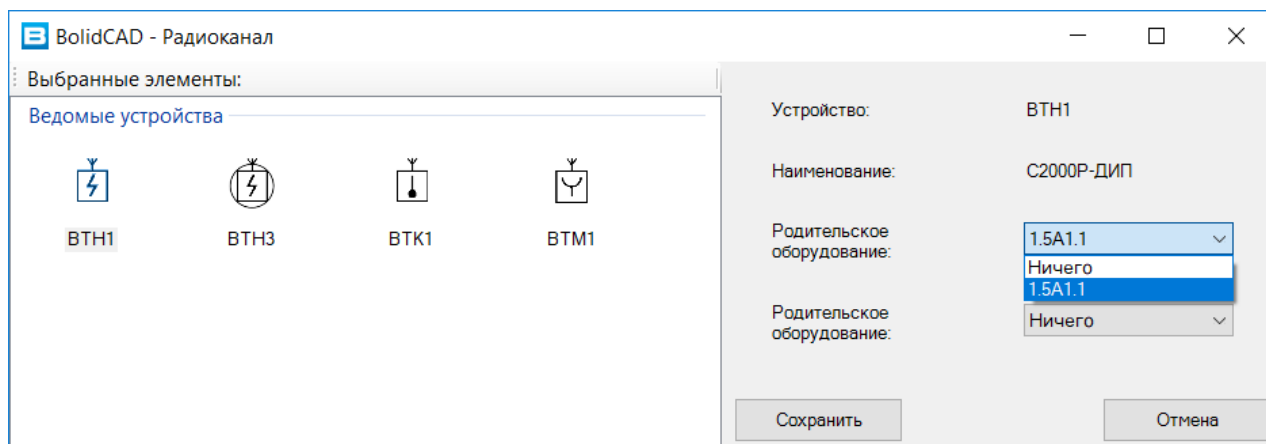 BolidCAD - Радиоканал
Выбранные элементы:
Ведомые устройства
BTH1
BTH3
BTK1
BTM1
Устройство:
BTH1
Наименование:
С2000Р-ДИП
Родительское
оборудование:
1.5A1.1
Ничего
1.5A1.1
Родительское
оборудование:
Ничего
Сохранить
Отмена